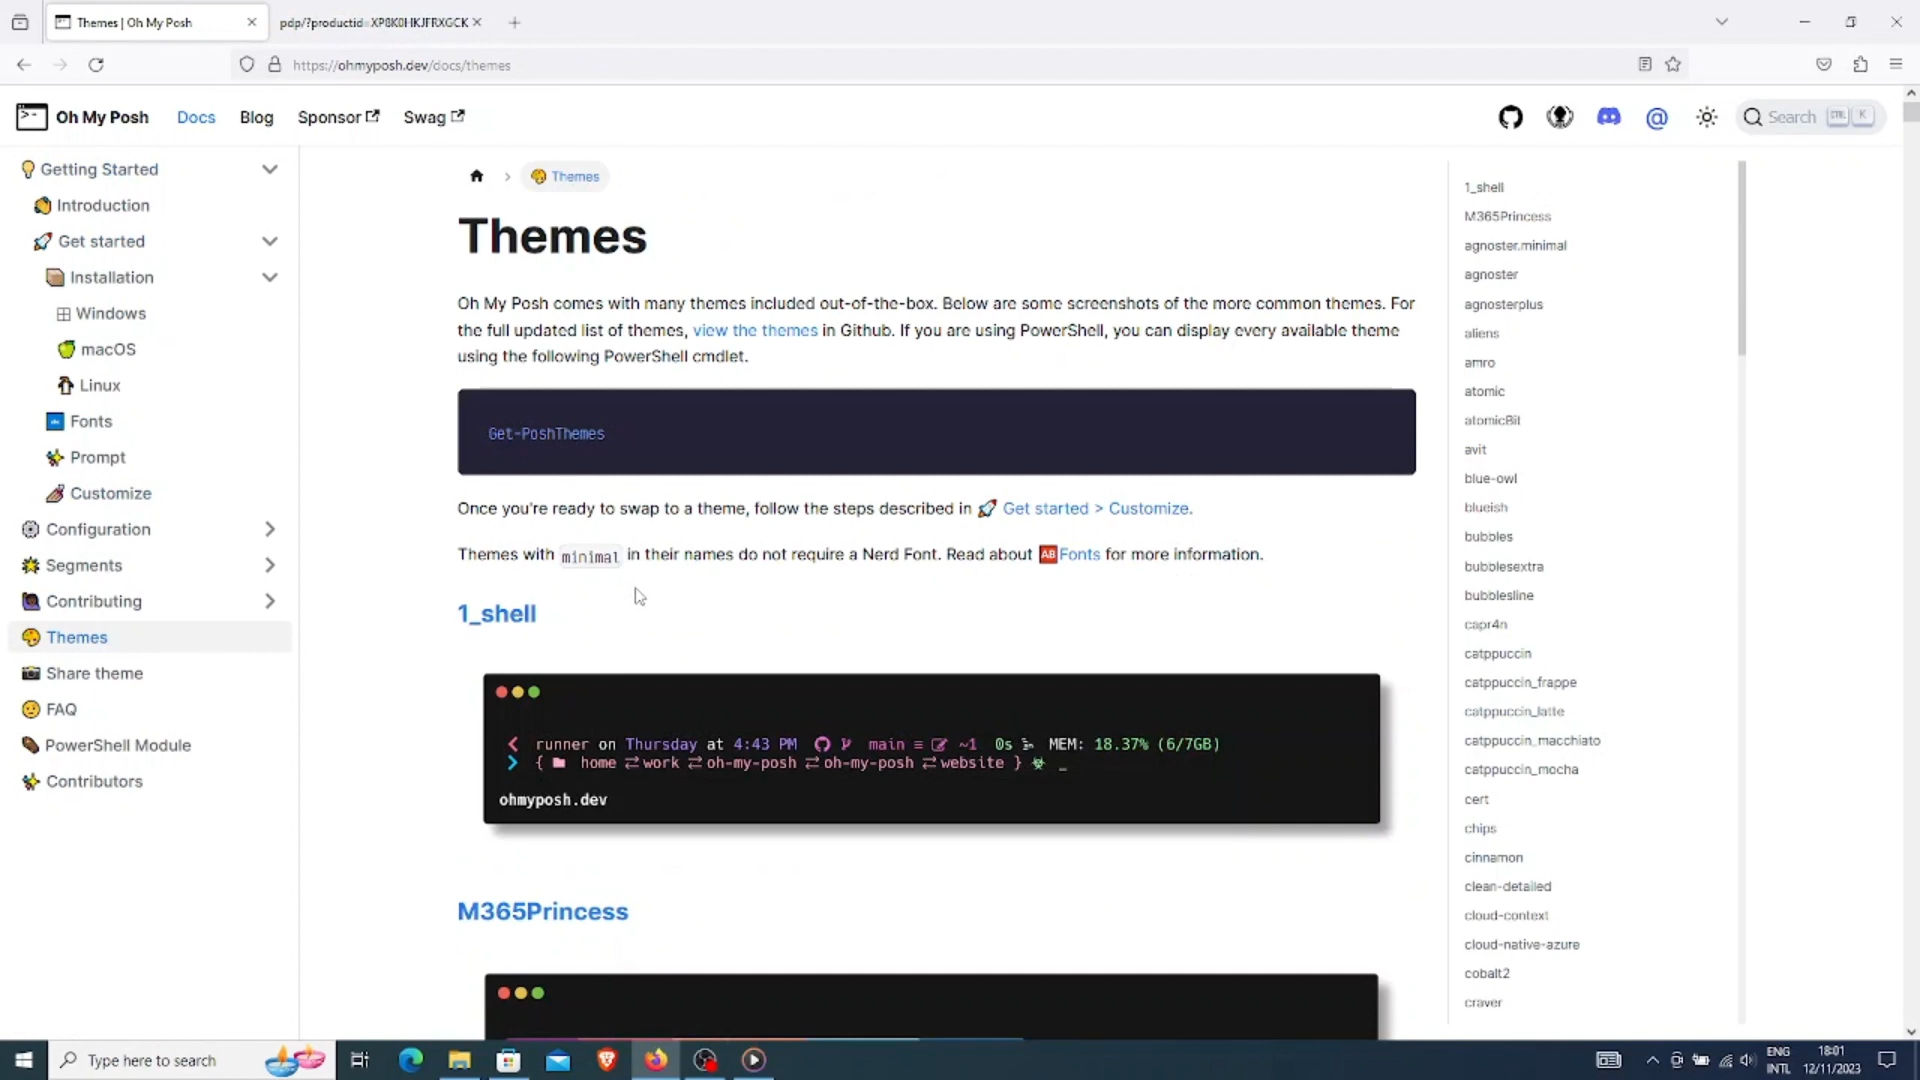 Themes | Oh My Posh
pdp/?productid=XP8K0HKJFRXGCK
https://ohmyposh.dev/docs/themes
Oh My Posh
Docs
Blog
Sponsor
Swag
Search
CTRL
K
Getting Started
Introduction
Get started
Installation
Windows
macOS
Linux
Fonts
Prompt
Customize
Configuration
Segments
Contributing
Themes
Share theme
FAQ
PowerShell Module
Contributors
Themes
Themes
Oh My Posh comes with many themes included out-of-the-box. Below are some screenshots of the more common themes. For
the full updated list of themes, view the themes in Github. If you are using PowerShell, you can display every available theme
using the following PowerShell cmdlet.
Get-PoshThemes
Once you're ready to swap to a theme, follow the steps described in 🚀 Get started > Customize.
Themes with minimal in their names do not require a Nerd Font. Read about 🆎Fonts for more information.
1_shell
runner on Thursday at 4:43 PM main ≡ ~1 0s MEM: 18.37% (6/7GB)
{ home ⇄work ⇄oh-my-posh ⇄oh-my-posh ⇄website } _
ohmyposh.dev
M365Princess
1_shell
M365Princess
agnoster.minimal
agnoster
agnosterplus
aliens
amro
atomic
atomicBit
avit
blue-owl
blueish
bubbles
bubblesextra
bubblesline
capr4n
catppuccin
catppuccin_frappe
catppuccin_latte
catppuccin_macchiato
catppuccin_mocha
cert
chips
cinnamon
clean-detailed
cloud-context
cloud-native-azure
cobalt2
craver
Type here to search
ENG
INTL
18:01
12/11/2023